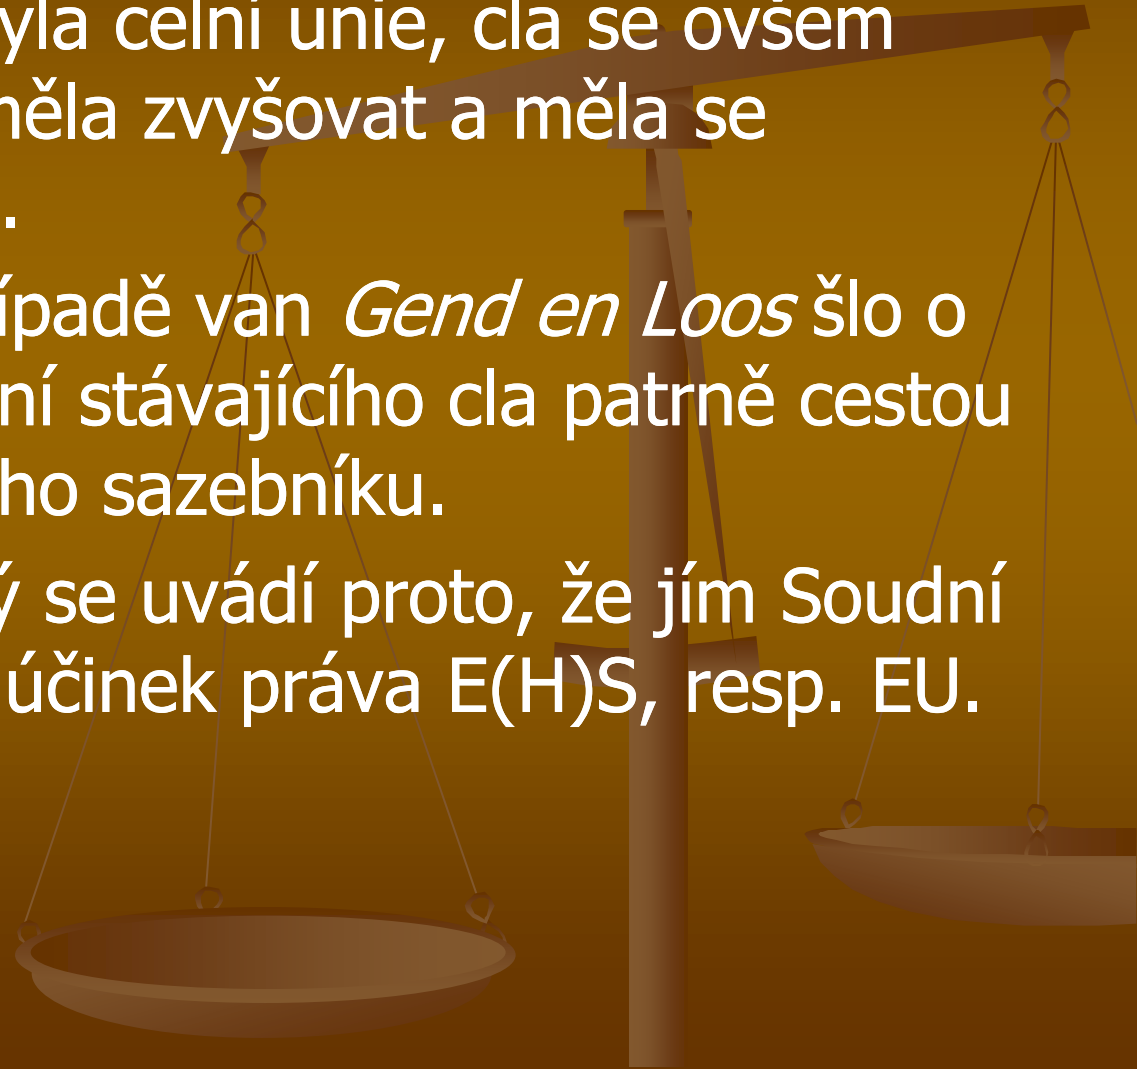 yla celní unie, cla se ovšem
měla zvyšovat a měla se
.
ípadě van Gend en Loos šlo o
ní stávajícího cla patrně cestou
ho sazebníku.
ý se uvádí proto, že jím Soudní
účinek práva E(H)S, resp. EU.